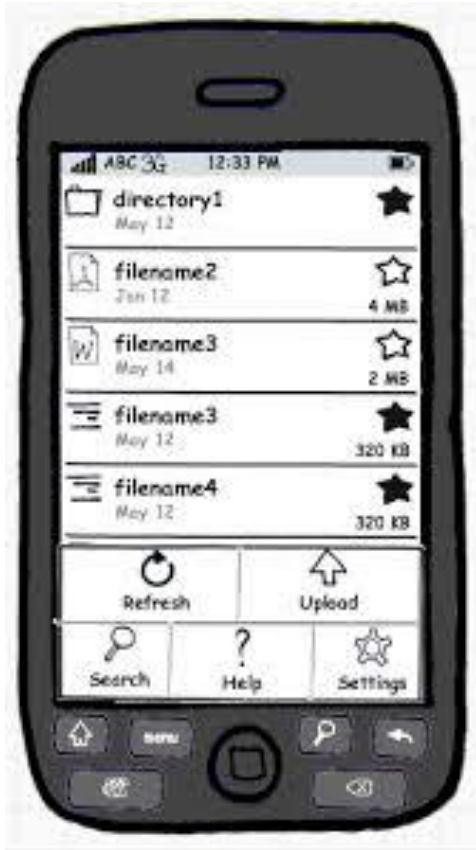 ABC 3G 12:33 PM
directory1
May 12
filename2
Jan 12
4 MB
W
filename3
May 14
2 MB
filename3
May 12
320 KB
filename4
May 12
320 KB
Refresh
Upload
Search
?
Help
Settings
menu